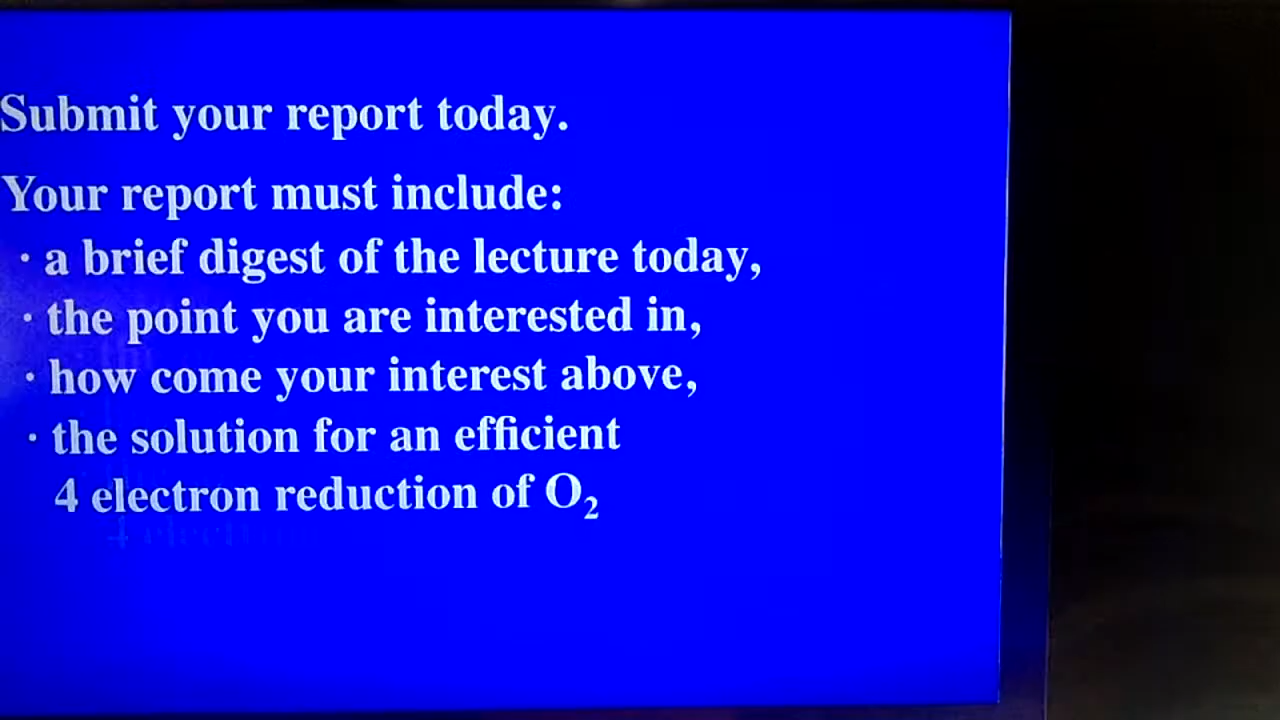 Submit your report today.
Your report must include:
· a brief digest of the lecture today,
· the point you are interested in,
· how come your interest above,
· the solution for an efficient
4 electron reduction of O₂